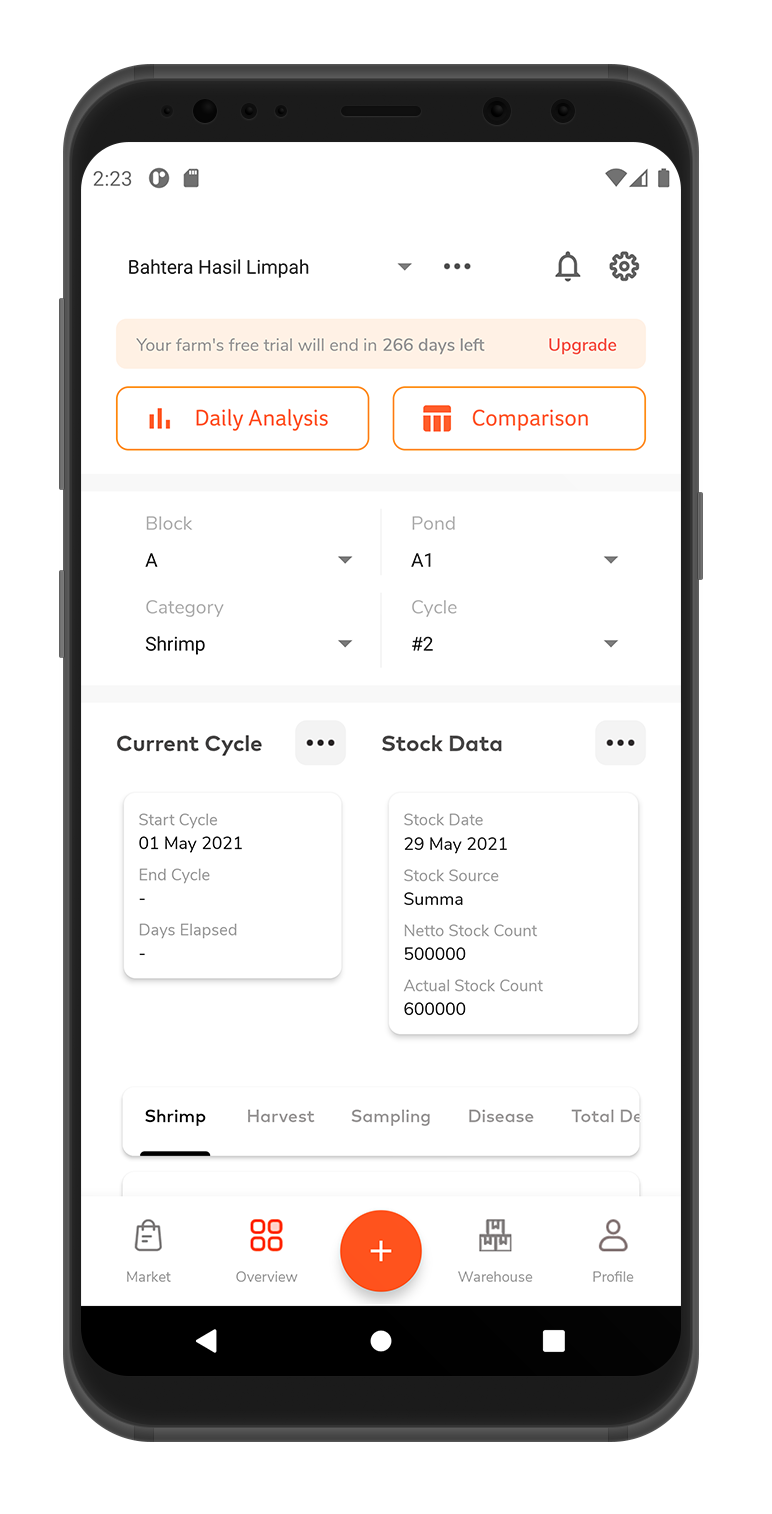 2:23
Bahtera Hasil Limpah
Your farm's free trial will end in 266 days left Upgrade
Daily Analysis Comparison
Block Pond
A A1
Category Cycle
Shrimp #2
Current Cycle Stock Data
Start Cycle
01 May 2021
End Cycle
-
Days Elapsed
-
Stock Date
29 May 2021
Stock Source
Summa
Netto Stock Count
500000
Actual Stock Count
600000
Shrimp Harvest Sampling Disease Total De
Market Overview + Warehouse Profile